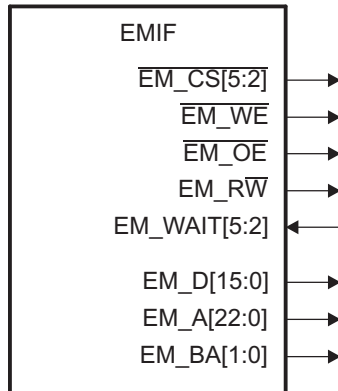 EMIF
EM_CS[5:2]
EM_WE
EM_OE
EM_RW
EM_WAIT[5:2]
EM_D[15:0]
EM_A[22:0]
EM_BA[1:0]